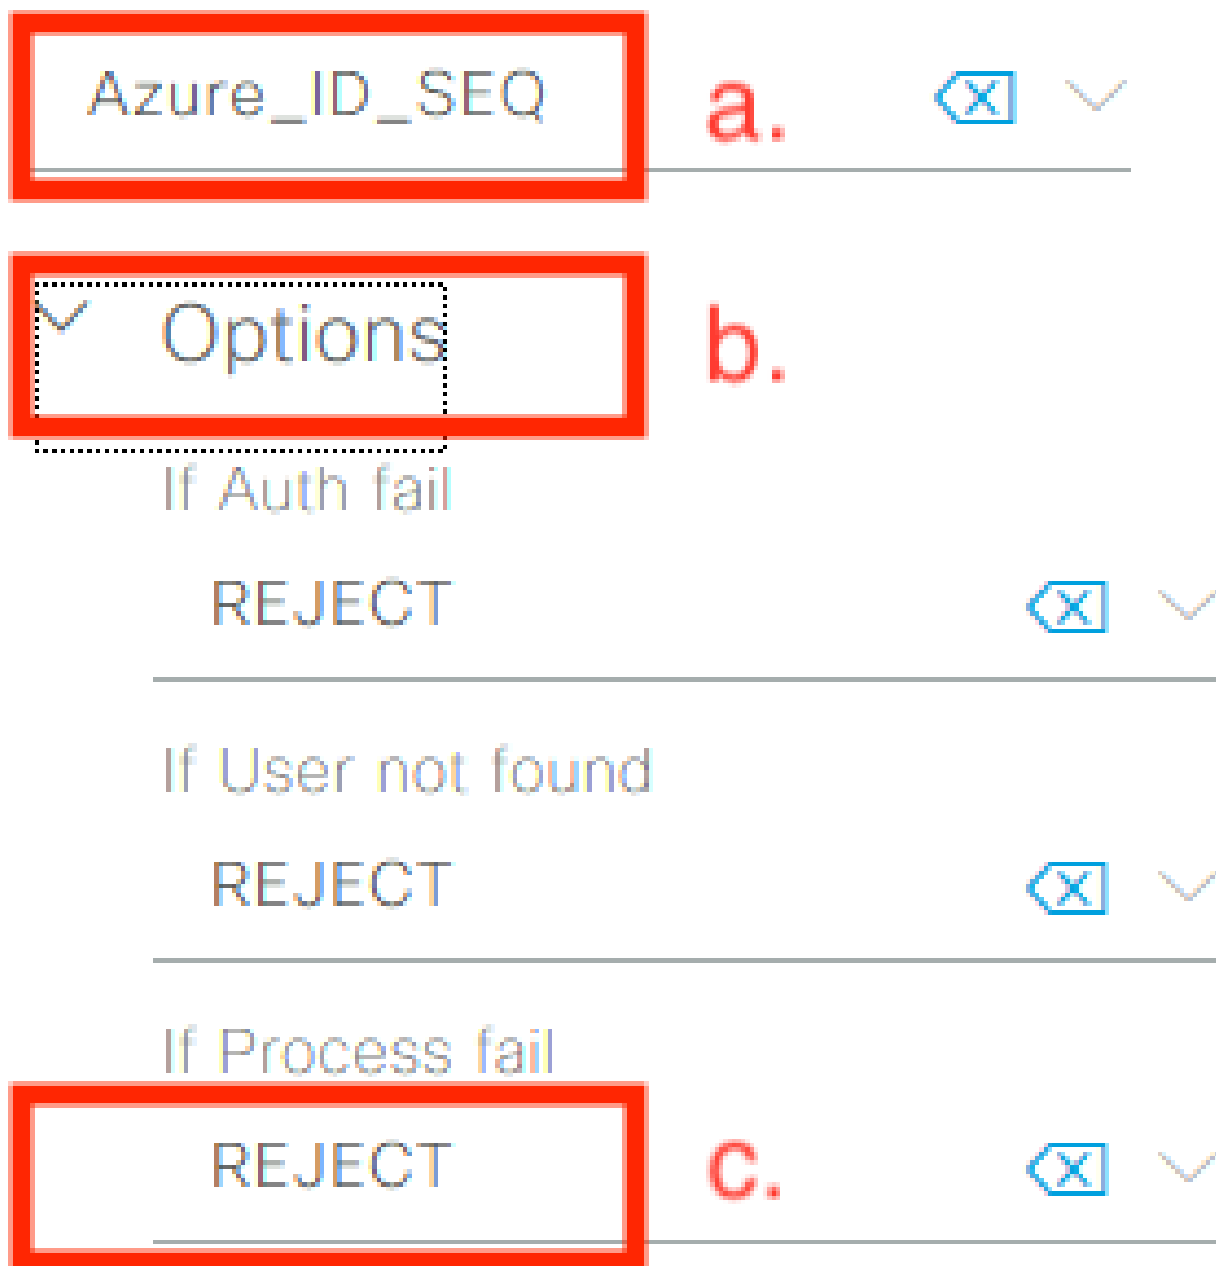 Azure_ID_SEQ a.
Options b.
If Auth fail
REJECT
If User not found
REJECT
If Process fail
REJECT c.